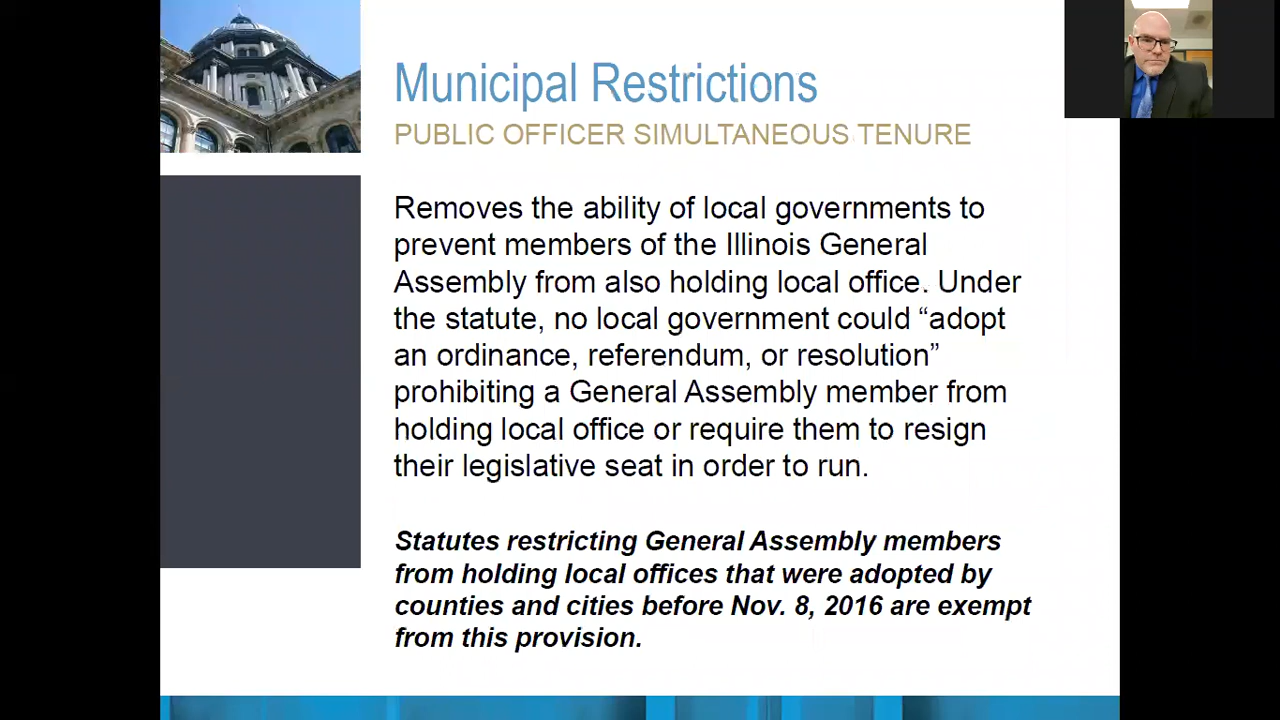 Municipal Restrictions
PUBLIC OFFICER SIMULTANEOUS TENURE
Removes the ability of local governments to
prevent members of the Illinois General
Assembly from also holding local office. Under
the statute, no local government could “adopt
an ordinance, referendum, or resolution”
prohibiting a General Assembly member from
holding local office or require them to resign
their legislative seat in order to run.
Statutes restricting General Assembly members
from holding local offices that were adopted by
counties and cities before Nov. 8, 2016 are exempt
from this provision.